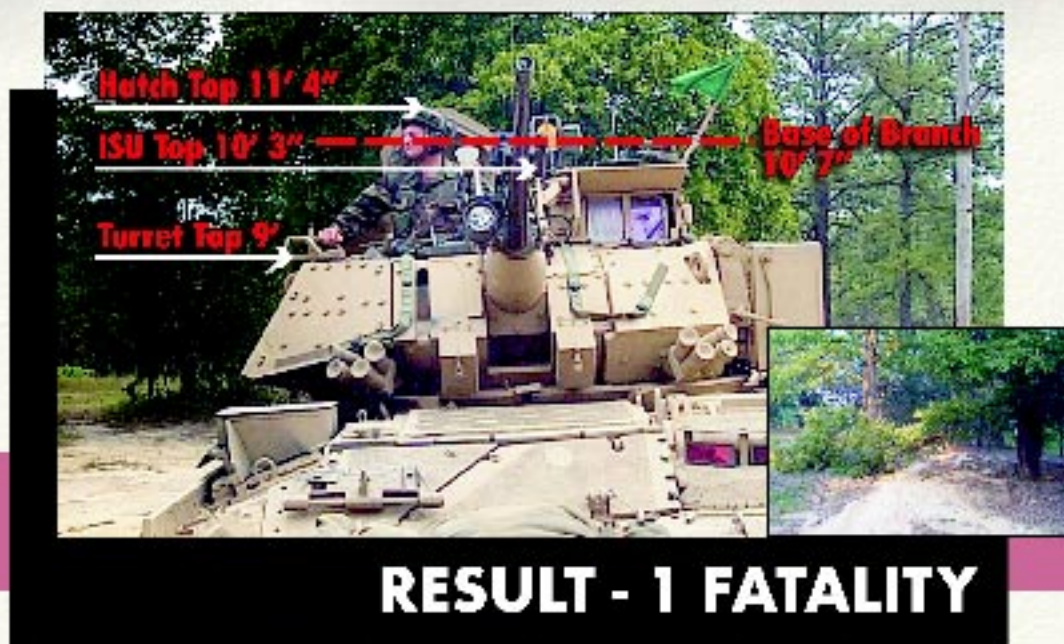 Hatch Top 11' 4"
ISU Top 10' 3"
Base of Branch
10' 7"
Turret Top 9'
RESULT - 1 FATALITY